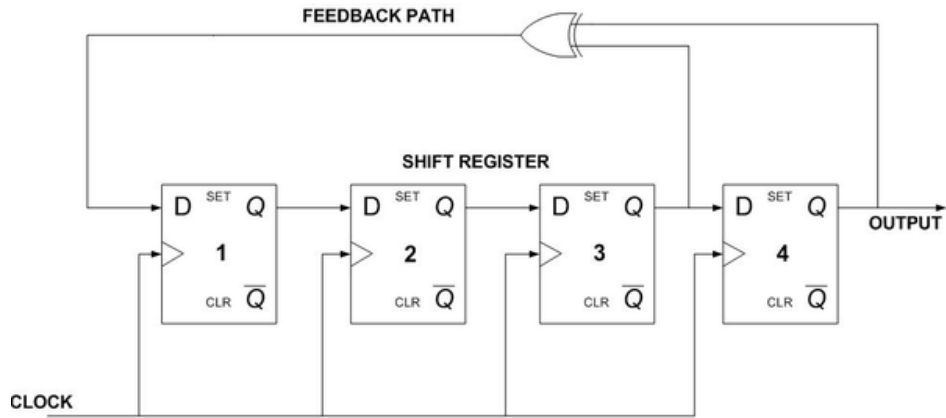 FEEDBACK PATH
SHIFT REGISTER
D SET Q
D SET Q
D SET Q
D SET Q
OUTPUT
1
2
3
4
CLR Q̅
CLR Q̅
CLR Q̅
CLR Q̅
CLOCK